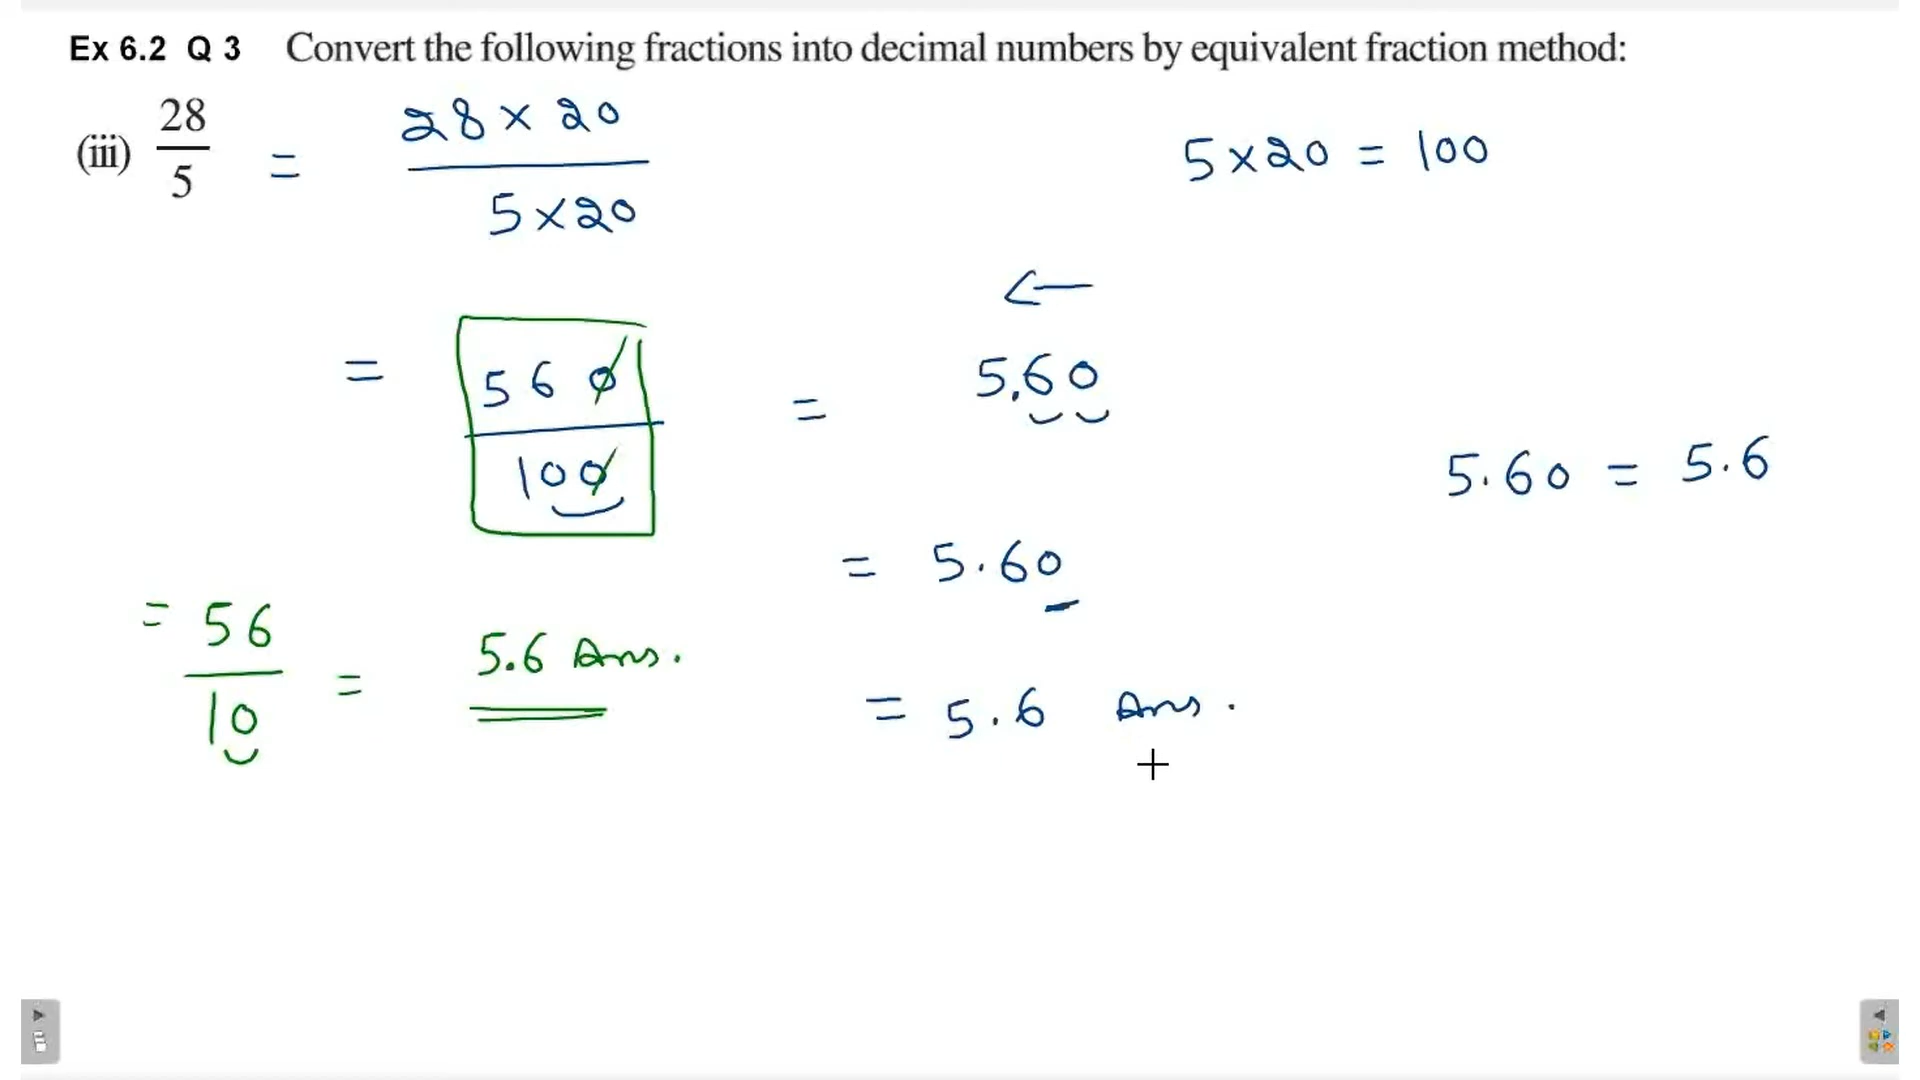 Ex 6.2 Q 3 Convert the following fractions into decimal numbers by equivalent fraction method:
(iii) 28/5 = 28 × 20 / 5 × 20
5 × 20 = 100
←
= 560/100 = 5.60
5.60 = 5.6
= 5.60
= 56/10 = 5.6 Ans.
= 5.6 Ans.